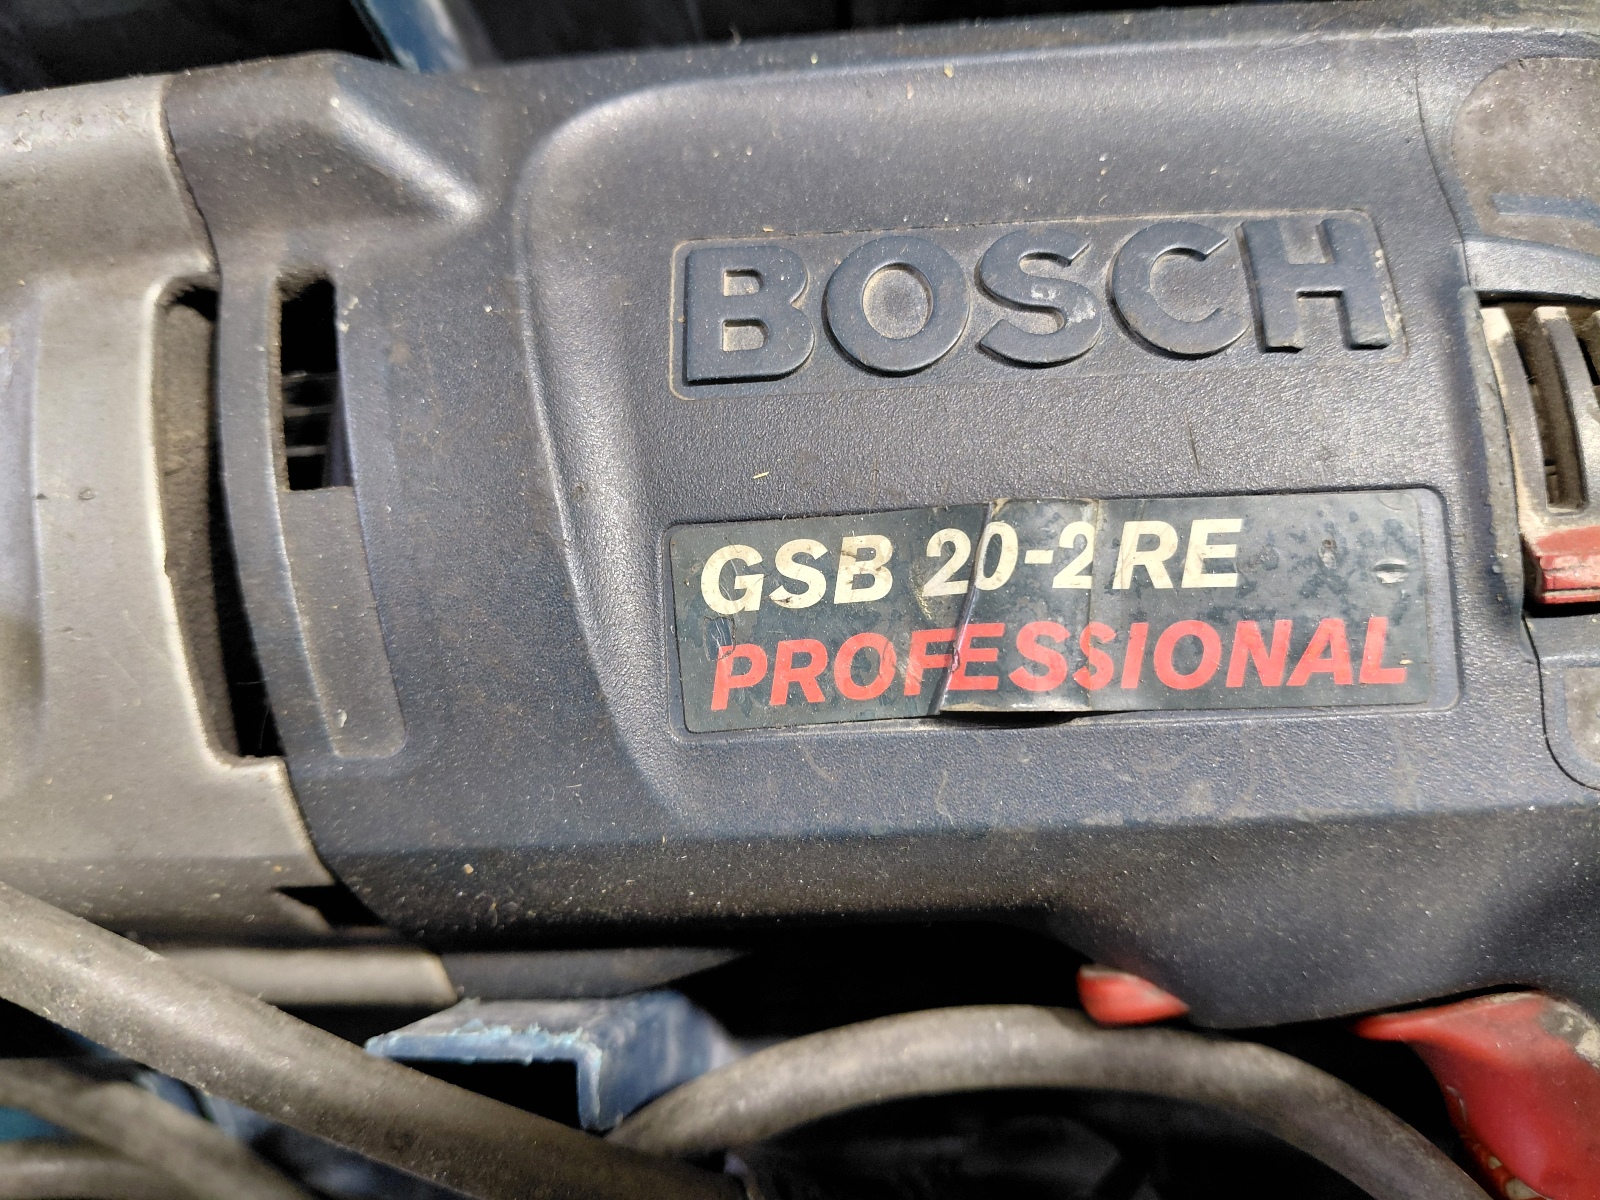 BOSCH
GSB 20-2 RE
PROFESSIONAL